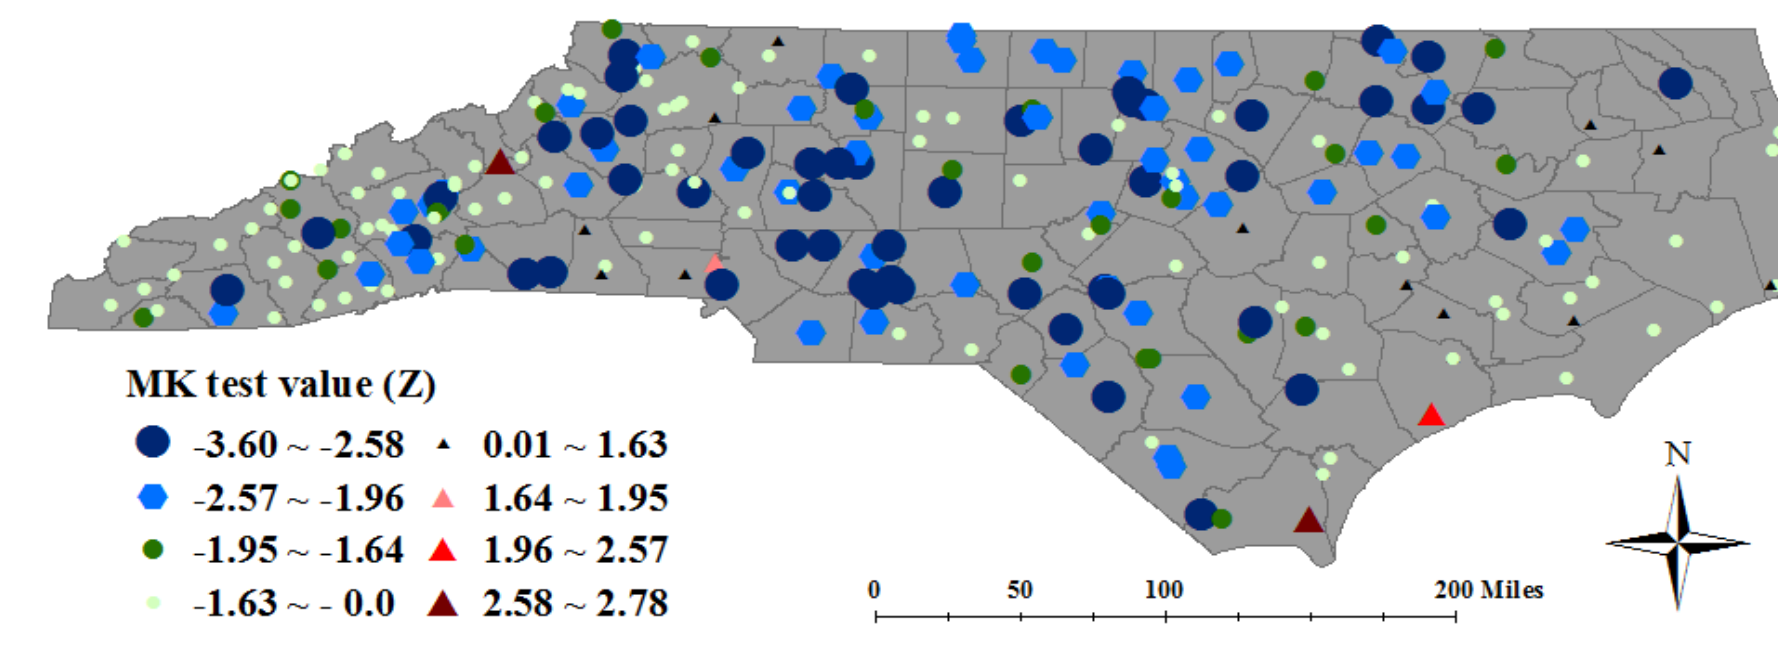 MK test value (Z)
-3.60 ~ -2.58 0.01 ~ 1.63
-2.57 ~ -1.96 1.64 ~ 1.95
-1.95 ~ -1.64 1.96 ~ 2.57
-1.63 ~ - 0.0 2.58 ~ 2.78
N
0 50 100 200 Miles